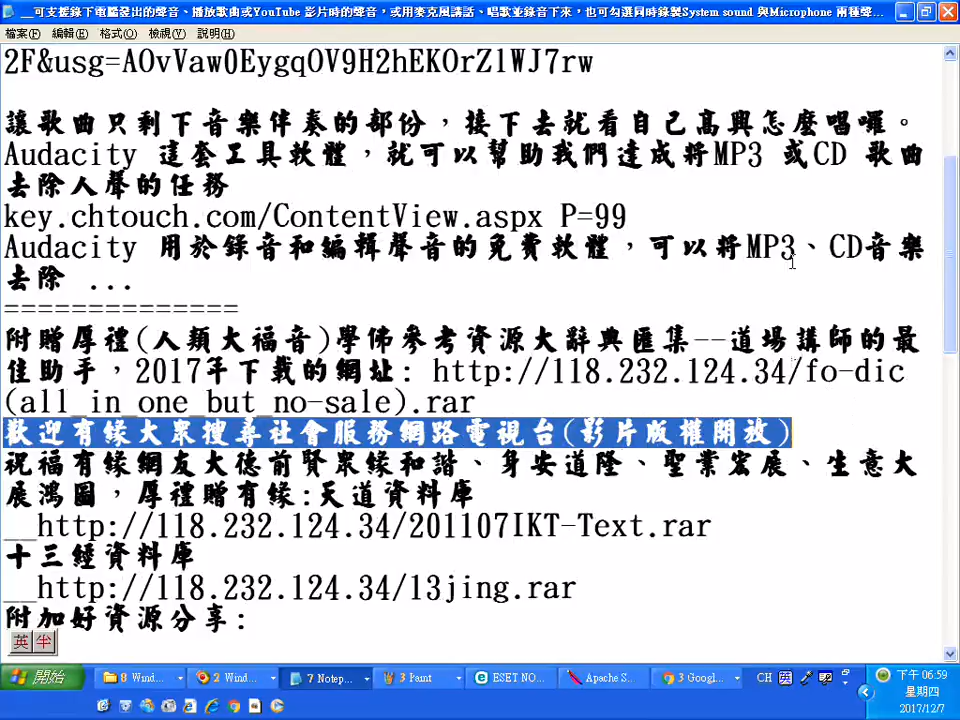 __可支援錄下電腦發出的聲音、播放歌曲或YouTube 影片時的聲音，或用麥克風講話、唱歌並錄音下來，也可勾選同時錄製System sound 與Microphone 兩種聲...
檔案(F) 編輯(E) 格式(O) 檢視(V) 說明(H)
2F&usg=AOvVaw0EygqOV9H2hEKOrZlWJ7rw
讓歌曲只剩下音樂伴奏的部份，接下去就看自己高興怎麼唱囉。
Audacity 這套工具軟體，就可以幫助我們達成將MP3 或CD 歌曲
去除人聲的任務
key.chtouch.com/ContentView.aspx P=99
Audacity 用於錄音和編輯聲音的免費軟體，可以將MP3、CD音樂
去除 ...
==============
附贈厚禮(人類大福音)學佛參考資源大辭典匯集--道場講師的最
佳助手，2017年下載的網址: http://118.232.124.34/fo-dic
(all_in_one_but_no-sale).rar
歡迎有緣大眾搜尋社會服務網路電視台(影片版權開放)
祝福有緣網友大德前賢眾緣和諧、身安道隆、聖業宏展、生意大
展鴻圖，厚禮贈有緣:天道資料庫
__http://118.232.124.34/201107IKT-Text.rar
十三經資料庫
__http://118.232.124.34/13jing.rar
附加好資源分享:
英 半
開始 8 Wind... 2 Wind... 7 Notep... 3 Paint ESET NO... Apache S... 3 Googl... CH 英 下午 06:59
星期四
2017/12/7